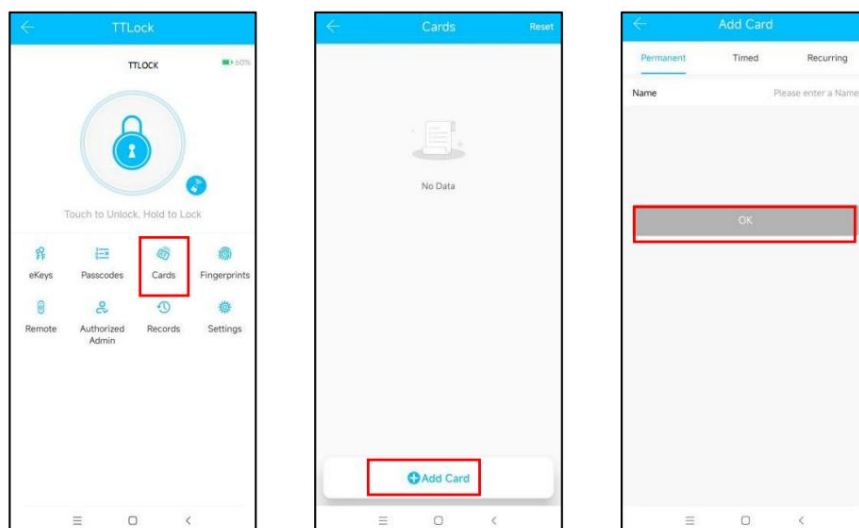 TTLock
TTLOCK
60%
Touch to Unlock, Hold to Lock
eKeys
Passcodes
Cards
Fingerprints
Remote
Authorized
Admin
Records
Settings
Cards
Reset
No Data
Add Card
Add Card
Permanent
Timed
Recurring
Name
Please enter a Name
OK